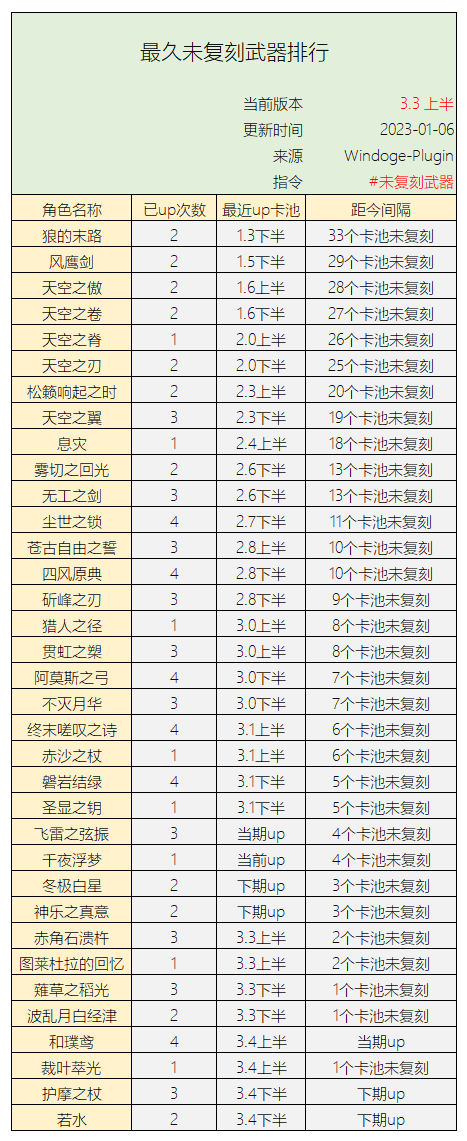 最久未复刻武器排行
当前版本 3.3 上半
更新时间 2023-01-06
来源 Windoge-Plugin
指令 #未复刻武器
角色名称 已up次数 最近up卡池 距今间隔
狼的末路 2 1.3下半 33个卡池未复刻
风鹰剑 2 1.5下半 29个卡池未复刻
天空之傲 2 1.6上半 28个卡池未复刻
天空之卷 2 1.6下半 27个卡池未复刻
天空之脊 1 2.0上半 26个卡池未复刻
天空之刃 2 2.0下半 25个卡池未复刻
松籁响起之时 2 2.3上半 20个卡池未复刻
天空之翼 3 2.3下半 19个卡池未复刻
息灾 1 2.4上半 18个卡池未复刻
雾切之回光 2 2.6下半 13个卡池未复刻
无工之剑 3 2.6下半 13个卡池未复刻
尘世之锁 4 2.7下半 11个卡池未复刻
苍古自由之誓 3 2.8上半 10个卡池未复刻
四风原典 4 2.8下半 10个卡池未复刻
斫峰之刃 3 2.8下半 9个卡池未复刻
猎人之径 1 3.0上半 8个卡池未复刻
贯虹之槊 3 3.0上半 8个卡池未复刻
阿莫斯之弓 4 3.0下半 7个卡池未复刻
不灭月华 3 3.0下半 7个卡池未复刻
终末嗟叹之诗 4 3.1上半 6个卡池未复刻
赤沙之杖 1 3.1上半 6个卡池未复刻
磐岩结绿 4 3.1下半 5个卡池未复刻
圣显之钥 1 3.1下半 5个卡池未复刻
飞雷之弦振 3 当期up 4个卡池未复刻
千夜浮梦 1 当前up 4个卡池未复刻
冬极白星 2 下期up 3个卡池未复刻
神乐之真意 2 下期up 3个卡池未复刻
赤角石溃杵 3 3.3上半 2个卡池未复刻
图莱杜拉的回忆 1 3.3上半 2个卡池未复刻
薙草之稻光 3 3.3下半 1个卡池未复刻
波乱月白经津 2 3.3下半 1个卡池未复刻
和璞鸢 4 3.4上半 当期up
裁叶萃光 1 3.4上半 1个卡池未复刻
护摩之杖 3 3.4下半 下期up
若水 2 3.4下半 下期up